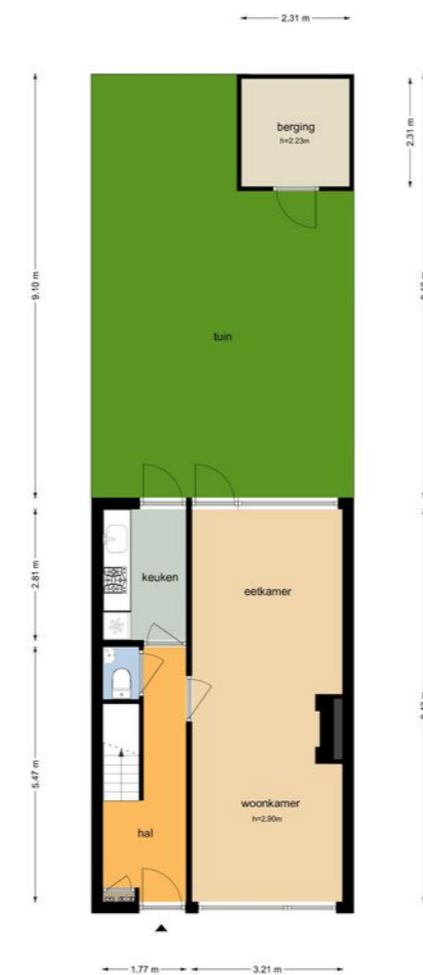 2.31 m
berging
h=2.23m
2.31 m
9.10 m
tuin
keuken
eetkamer
2.81 m
5.47 m
woonkamer
h=2.90m
hal
1.77 m
3.21 m